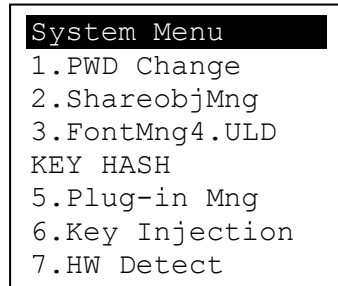 System Menu
1.PWD Change
2.ShareobjMng
3.FontMng4.ULD
KEY HASH
5.Plug-in Mng
6.Key Injection
7.HW Detect